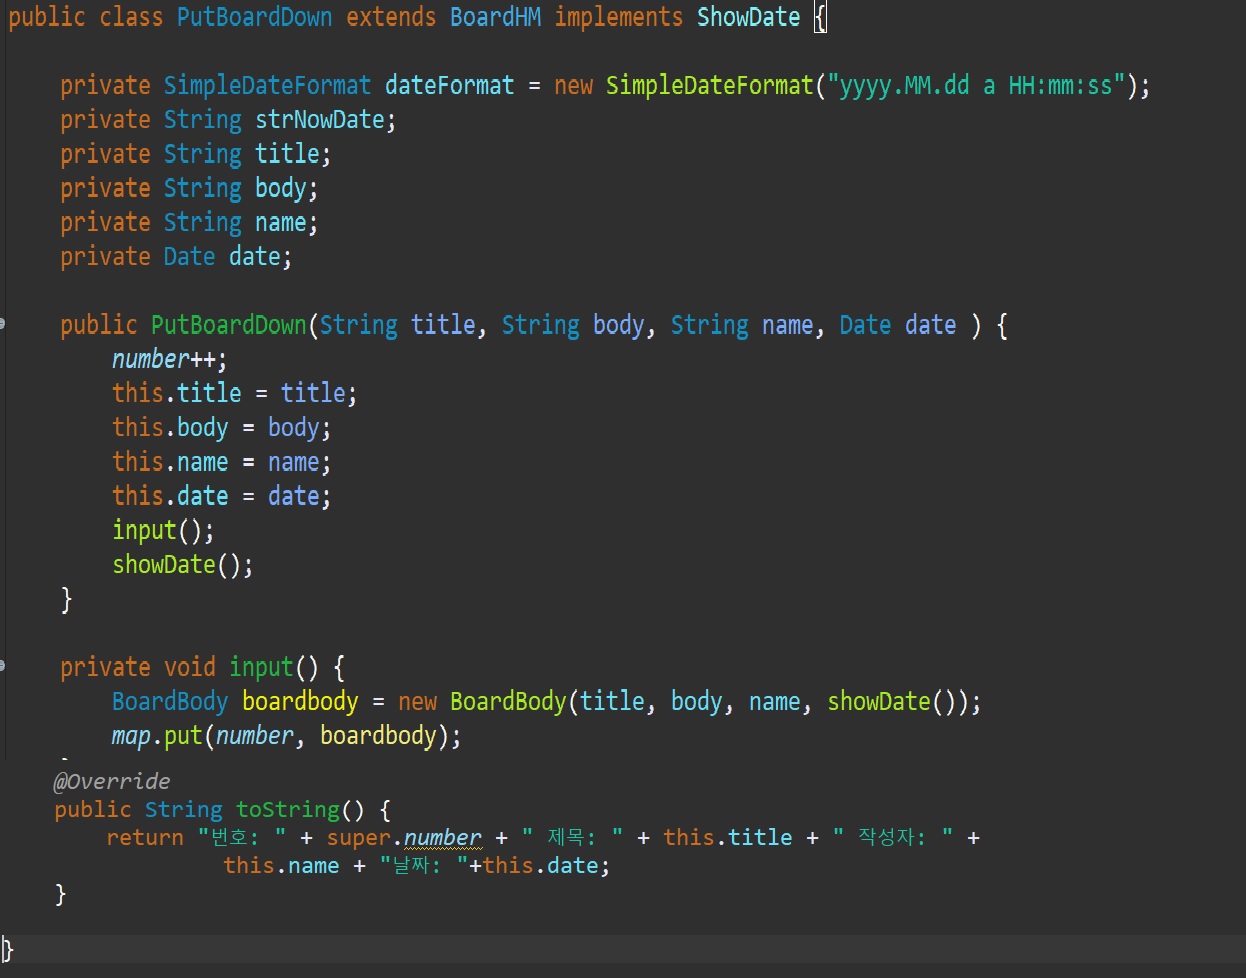 public class PutBoardDown extends BoardHM implements ShowDate {
private SimpleDateFormat dateFormat = new SimpleDateFormat("yyyy.MM.dd a HH:mm:ss");
private String strNowDate;
private String title;
private String body;
private String name;
private Date date;
public PutBoardDown(String title, String body, String name, Date date ) {
number++;
this.title = title;
this.body = body;
this.name = name;
this.date = date;
input();
showDate();
}
private void input() {
BoardBody boardbody = new BoardBody(title, body, name, showDate());
map.put(number, boardbody);
@Override
public String toString() {
return "번호: " + super.number + " 제목: " + this.title + " 작성자: " +
this.name + "날짜: "+this.date;
}
}